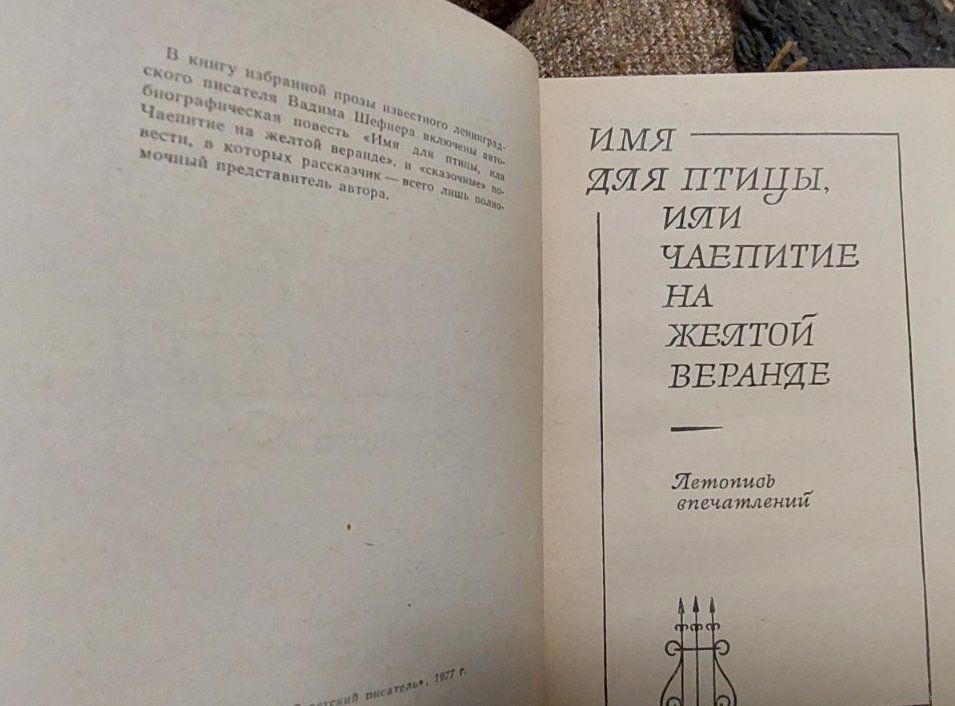 В книгу избранной прозы известного ленинград-
ского писателя Вадима Шефнера включены авто-
биографическая повесть «Имя для птицы, или
Чаепитие на желтой веранде», и «сказочные» по-
вести, в которых рассказчик — всего лишь полно-
мочный представитель автора.
писатель», 1977 г.
ИМЯ
ДЛЯ ПТИЦЫ,
ИЛИ
ЧАЕПИТИЕ
НА
ЖЕЛТОЙ
ВЕРАНДЕ
Летопись
впечатлений